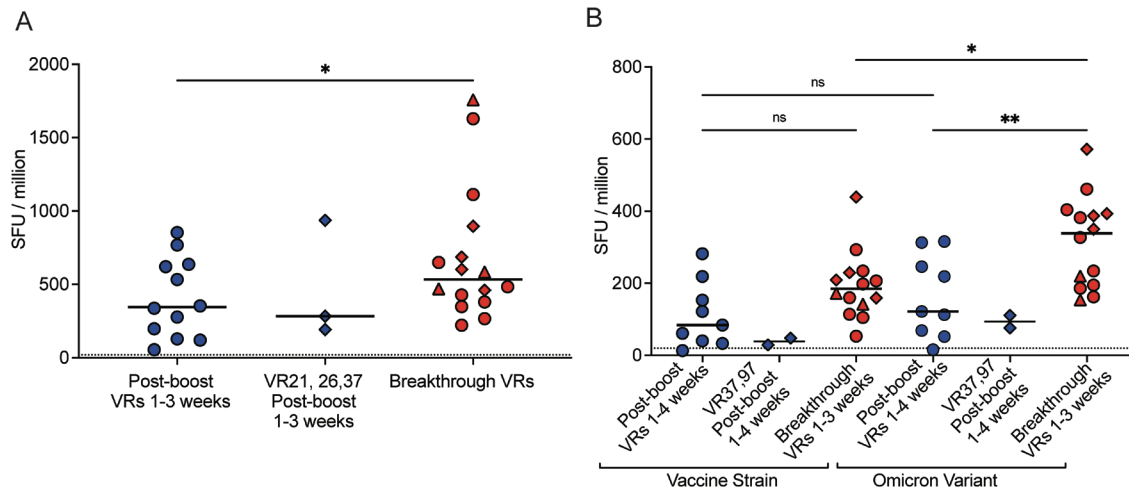 A
SFU / million
2000
1500
1000
500
0
*
Post-boost
VRs 1-3 weeks
VR21, 26,37
Post-boost
1-3 weeks
Breakthrough VRs
B
SFU / million
800
600
400
200
0
*
ns
ns
**
Post-boost
VRs 1-4 weeks
VR37,97
Post-boost
1-4 weeks
Breakthrough
VRs 1-3 weeks
Post-boost
VRs 1-4 weeks
VR37,97
Post-boost
1-4 weeks
Breakthrough
VRs 1-3 weeks
Vaccine Strain
Omicron Variant